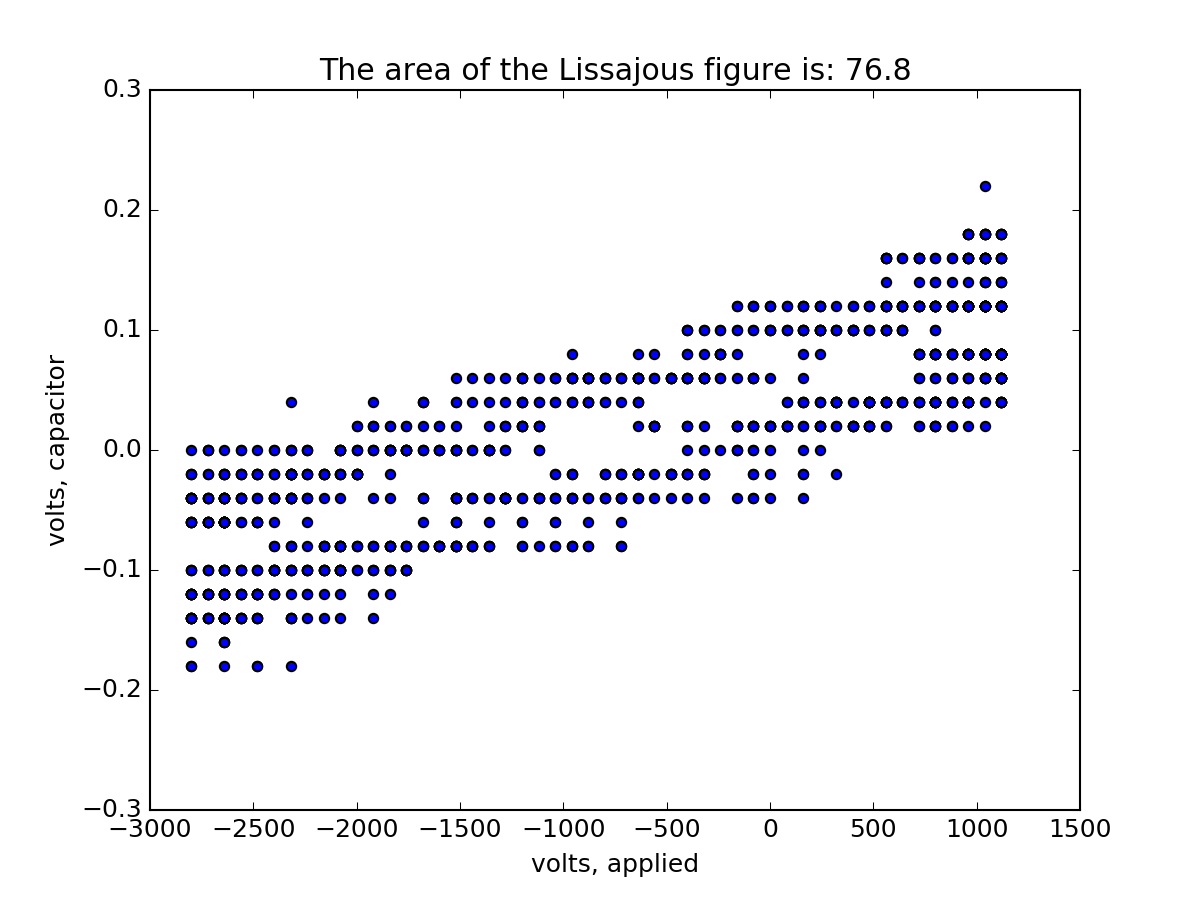 The area of the Lissajous figure is: 76.8
0.3
0.2
0.1
0.0
−0.1
−0.2
−0.3
volts, capacitor
−3000 −2500 −2000 −1500 −1000 −500 0 500 1000 1500
volts, applied